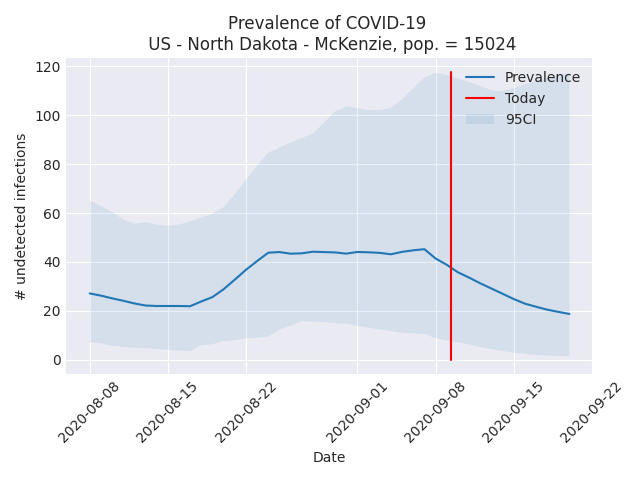 Prevalence of COVID-19
US - North Dakota - McKenzie, pop. = 15024
120
100
80
60
40
20
0
# undetected infections
Prevalence
Today
95CI
2020-08-08
2020-08-15
2020-08-22
2020-09-01
2020-09-08
2020-09-15
2020-09-22
Date